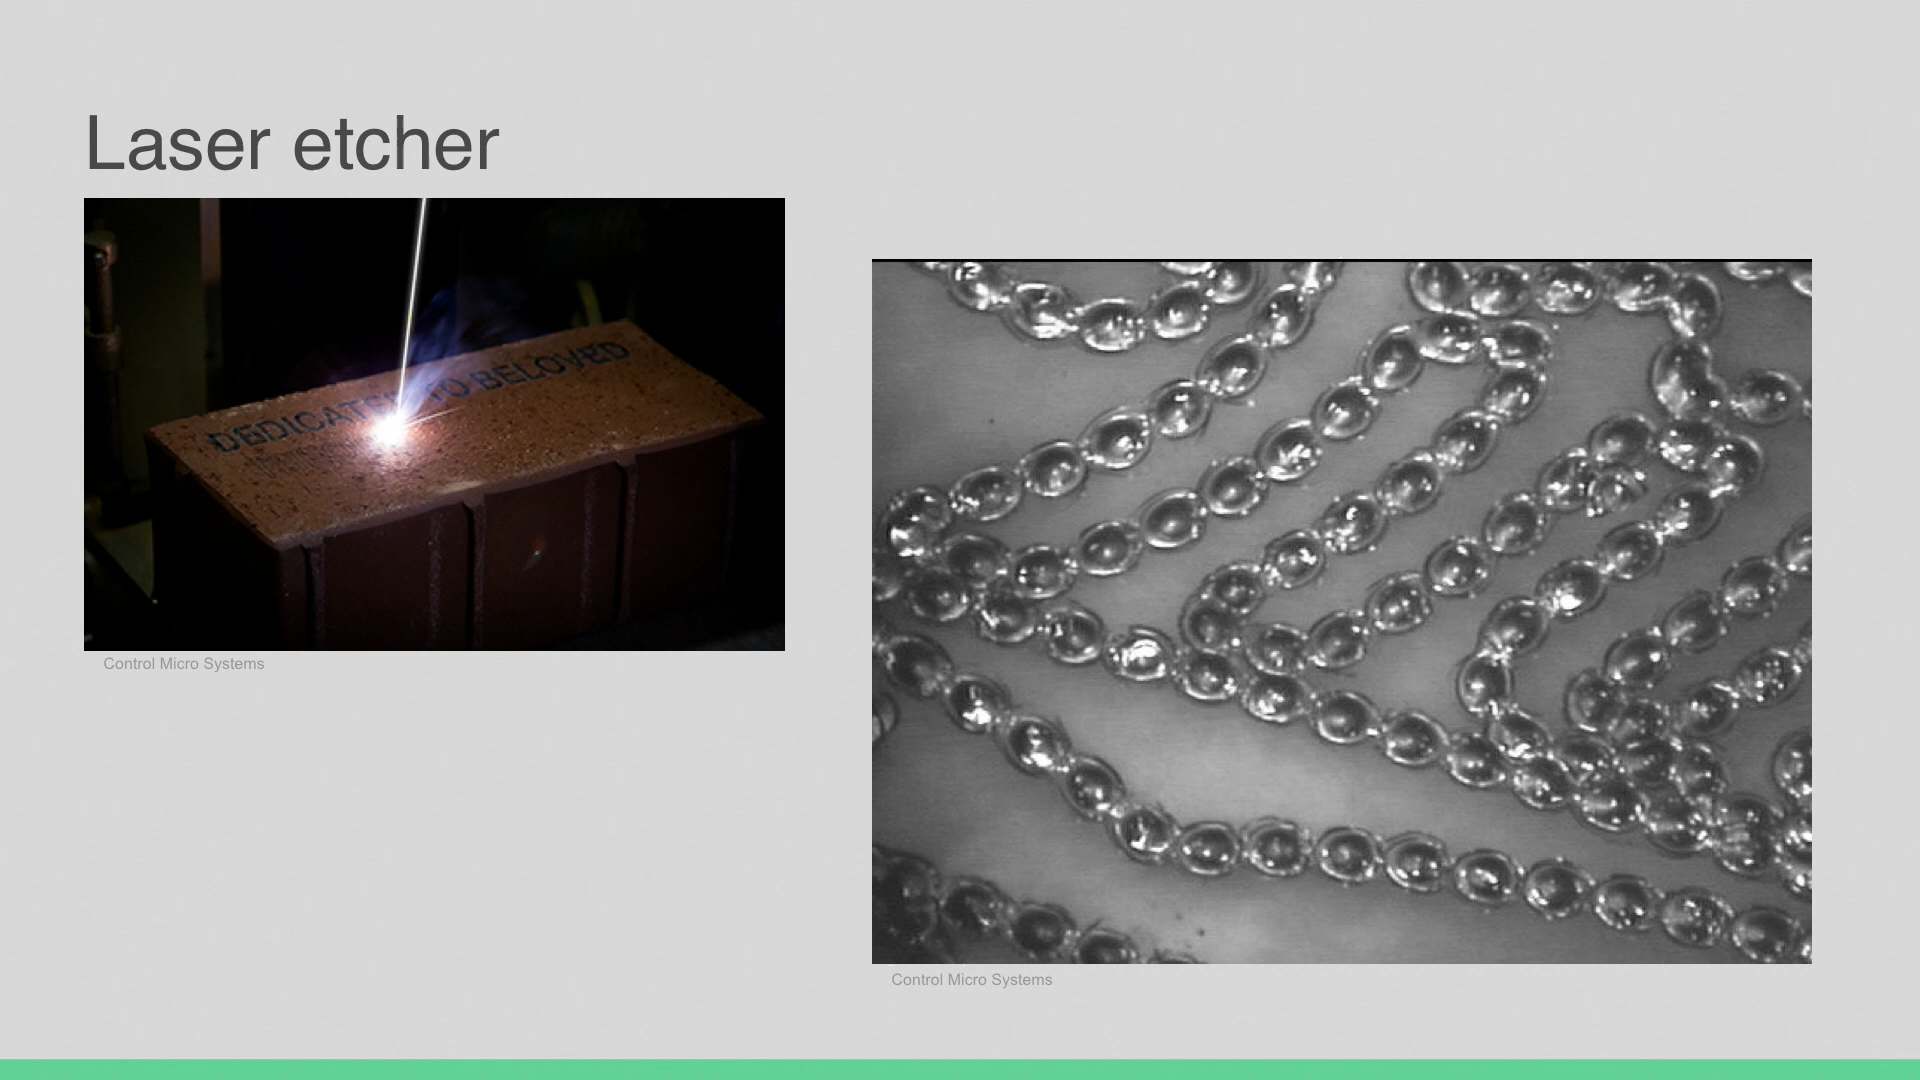 Laser etcher
DEDICATED TO BELOVED
Control Micro Systems
Control Micro Systems